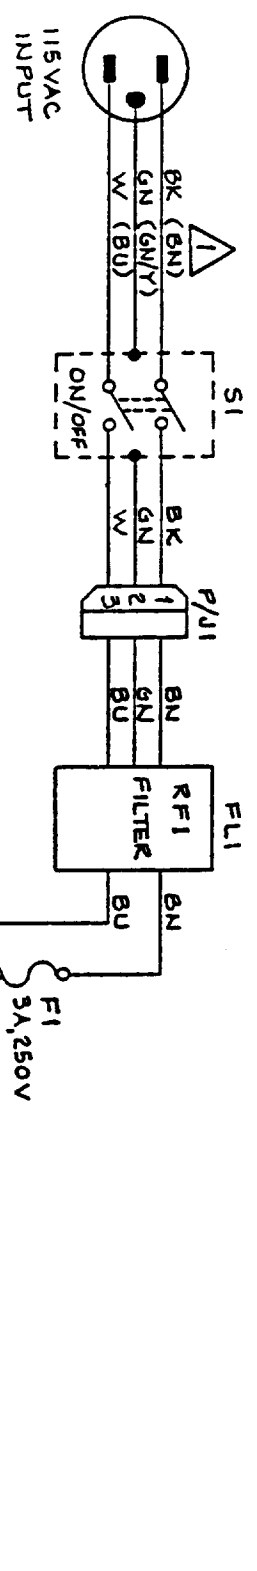 115VAC
INPUT
BK (BN)
GN (GN/Y)
W (BU)
1
S1
ON/OFF
BK
GN
W
P/J1
1
2
3
BN
GN
BU
FL1
RFI
FILTER
BN
BU
F1
3A, 250V